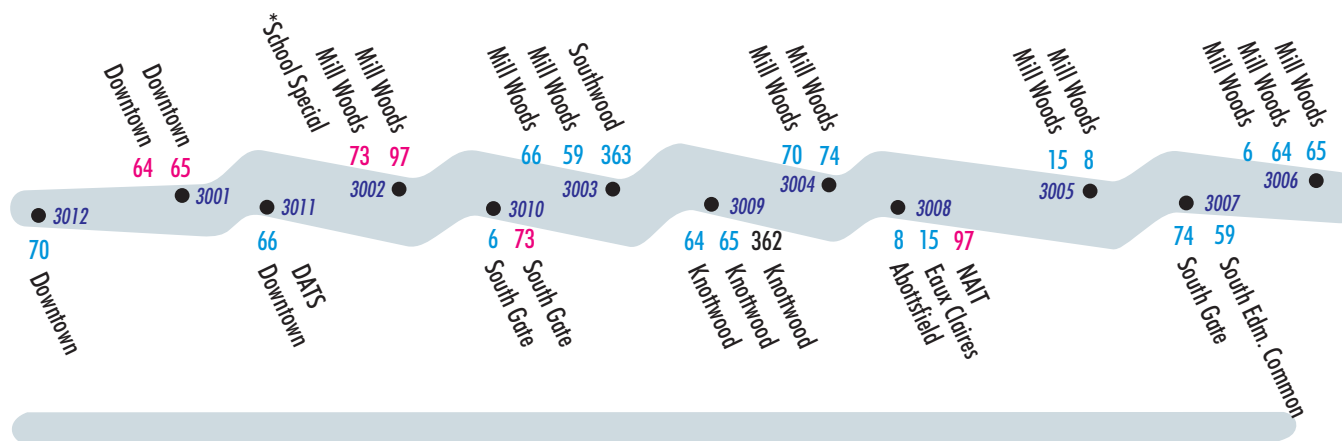 Downtown
Downtown
*School Special
Mill Woods
Mill Woods
Mill Woods
Mill Woods
Southwood
Mill Woods
Mill Woods
Mill Woods
Mill Woods
Mill Woods
Mill Woods
Mill Woods
64 65
73 97
66 59 363
70 74
15 8
6 64 65
3012
3001
3011
3002
3010
3003
3009
3004
3008
3005
3007
3006
70
66
6 73
64 65 362
8 15 97
74 59
Downtown
Downtown
DATS
South Gate
South Gate
Knottwood
Knottwood
Knottwood
Abottsfield
Eaux Claires
NAIT
South Gate
South Edm. Common